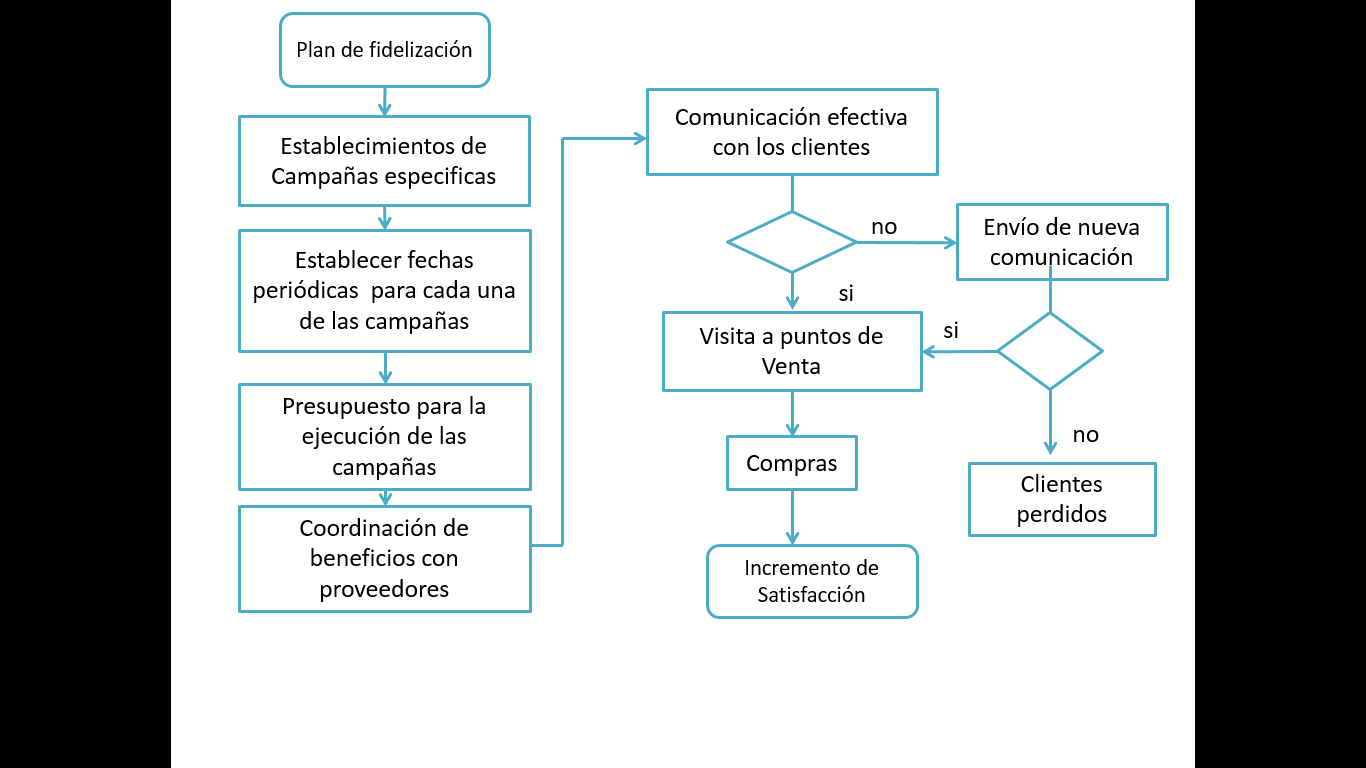 Plan de fidelización
Establecimientos de
Campañas especificas
Establecer fechas
periódicas  para cada una
de las campañas
Presupuesto para la
ejecución de las
campañas
Coordinación de
beneficios con
proveedores
Comunicación efectiva
con los clientes
no
Envío de nueva
comunicación
si
Visita a puntos de
Venta
si
no
Compras
Clientes
perdidos
Incremento de
Satisfacción